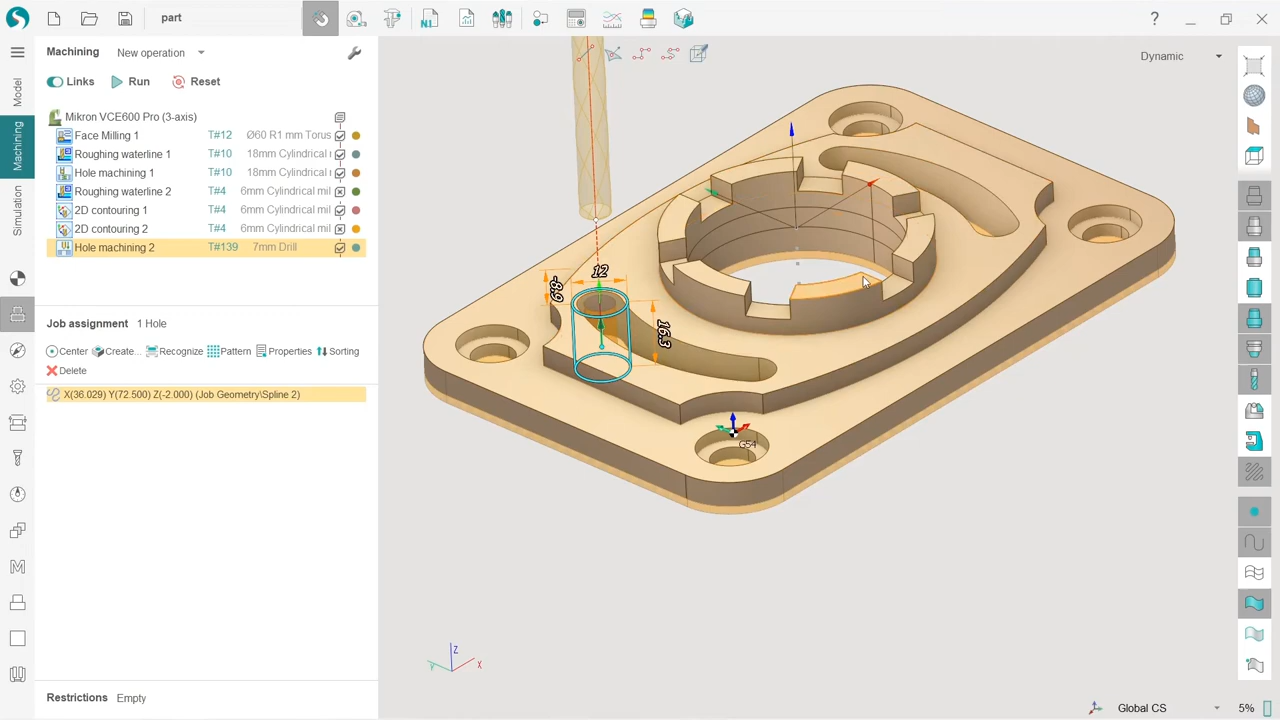 part
N.I
?
Machining New operation
Links Run Reset
Dynamic
Model
Machining
Simulation
Mikron VCE600 Pro (3-axis)
Face Milling 1 T#12 Ø60 R1 mm Torus
Roughing waterline 1 T#10 18mm Cylindrical
Hole machining 1 T#10 18mm Cylindrical
Roughing waterline 2 T#4 6mm Cylindrical mil
2D contouring 1 T#4 6mm Cylindrical mil
2D contouring 2 T#4 6mm Cylindrical mil
Hole machining 2 T#139 7mm Drill
Job assignment 1 Hole
Center Create... Recognize Pattern Properties Sorting
Delete
X(36.029) Y(72.500) Z(-2.000) (Job Geometry\Spline 2)
12
16.3
G54
M
Z
Y
X
Restrictions Empty
Global CS 5%